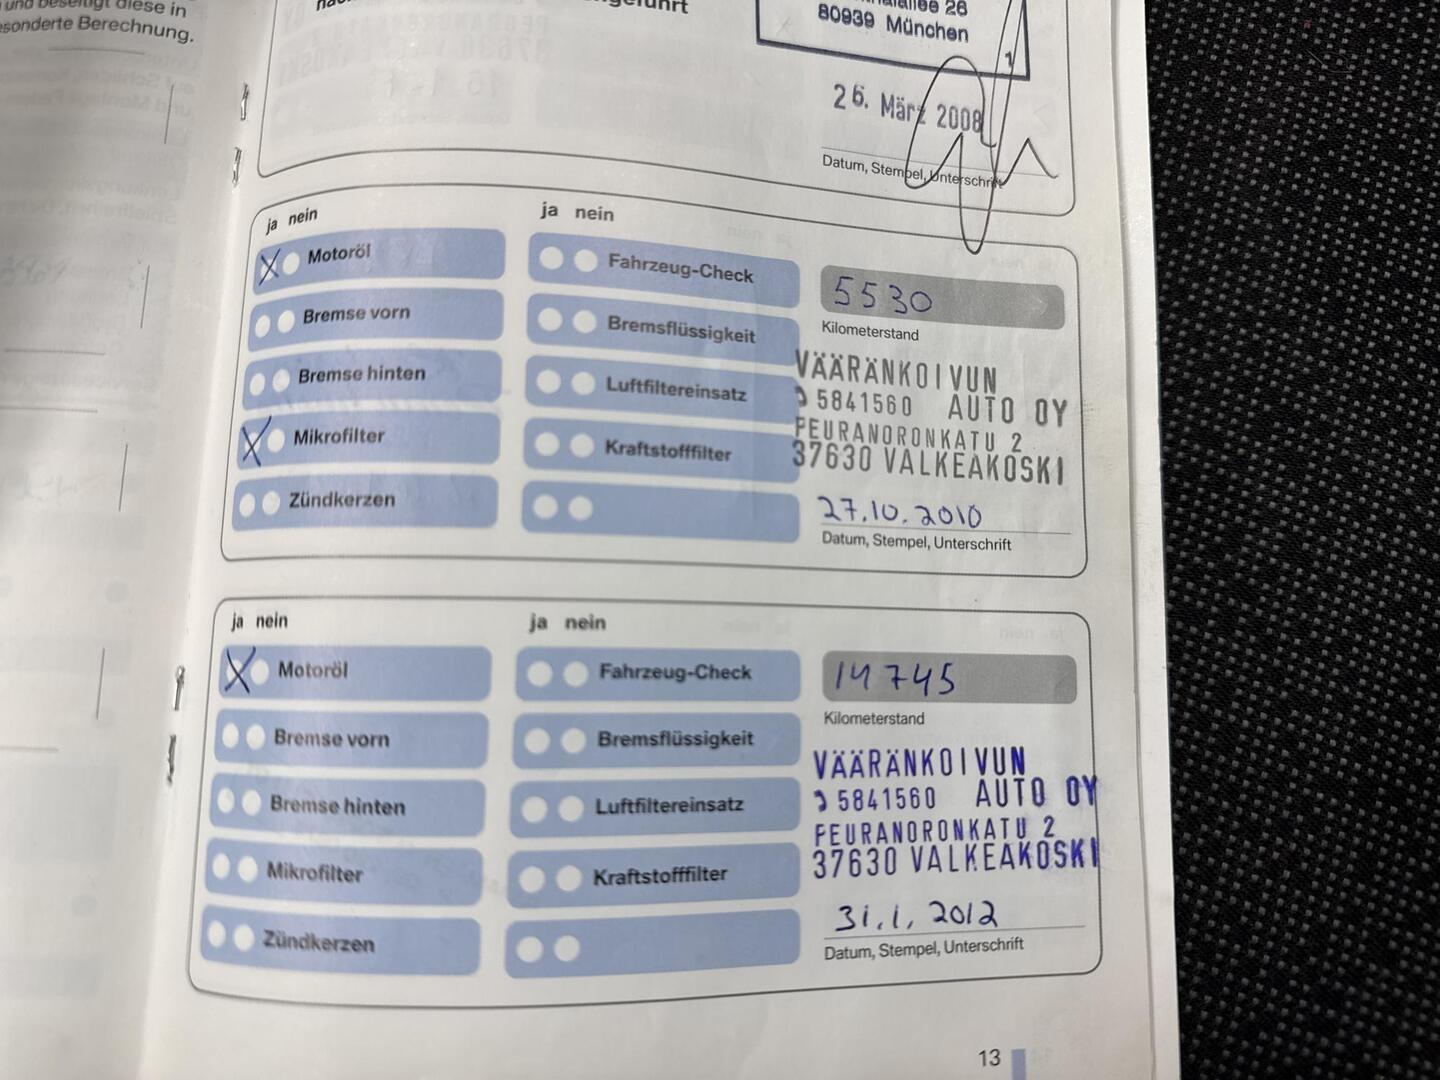 und beseitigt diese in
sonderte Berechnung.
80939 München
26. März 2008
Datum, Stempel, Unterschrift
ja nein
ja nein
Motoröl
Bremse vorn
Bremse hinten
Mikrofilter
Zündkerzen
Fahrzeug-Check
Bremsflüssigkeit
Luftfiltereinsatz
Kraftstofffilter
5530
Kilometerstand
VÄÄRÄNKOIVUN
5841560 AUTO OY
PEURANORONKATU 2
37630 VALKEAKOSKI
27.10.2010
Datum, Stempel, Unterschrift
ja nein
ja nein
Motoröl
Bremse vorn
Bremse hinten
Mikrofilter
Zündkerzen
Fahrzeug-Check
Bremsflüssigkeit
Luftfiltereinsatz
Kraftstofffilter
14745
Kilometerstand
VÄÄRÄNKOIVUN
5841560 AUTO OY
PEURANORONKATU 2
37630 VALKEAKOSKI
31.1.2012
Datum, Stempel, Unterschrift
13